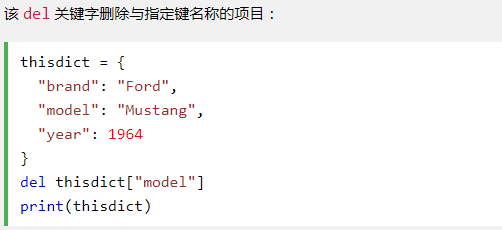 该 del 关键字删除与指定键名称的项目：
thisdict = {
  "brand": "Ford",
  "model": "Mustang",
  "year": 1964
}
del thisdict["model"]
print(thisdict)